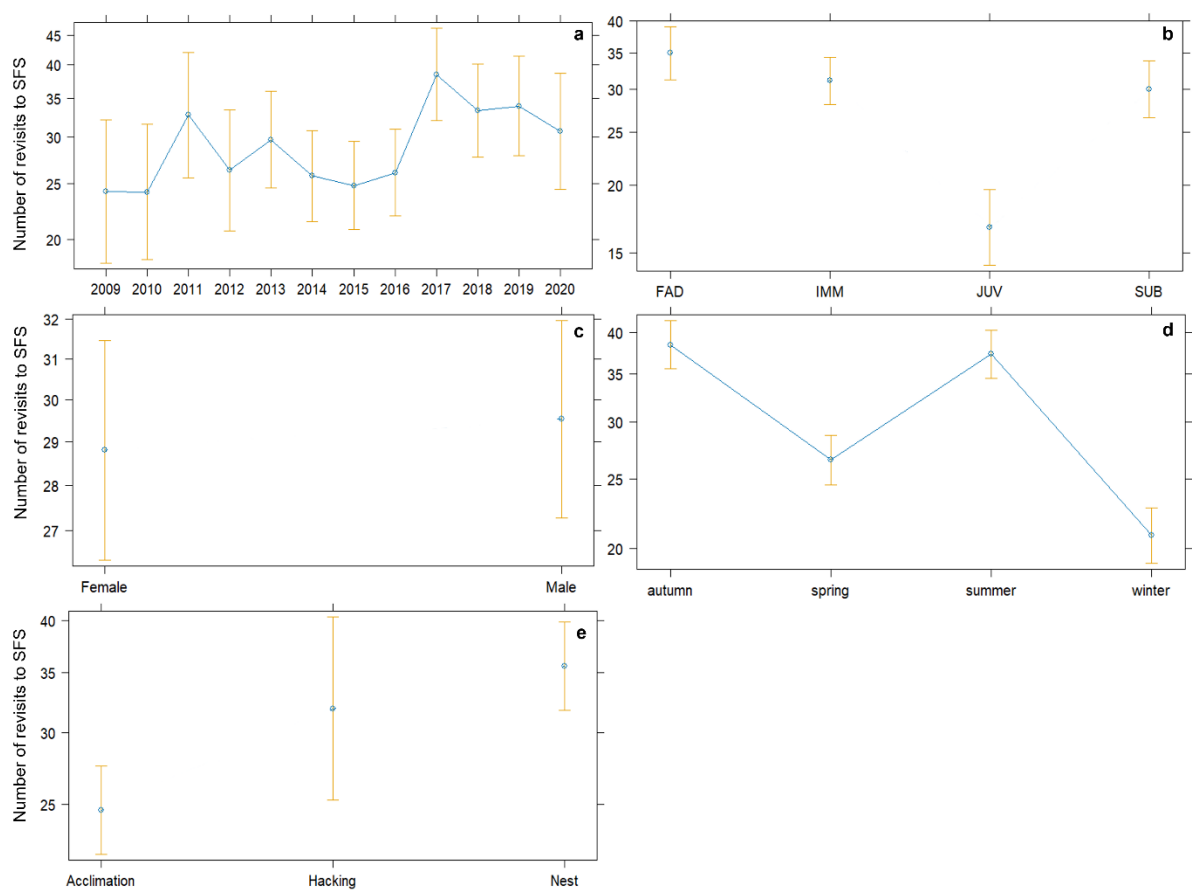 a
Number of revisits to SFS
45
40
35
30
25
20
2009 2010 2011 2012 2013 2014 2015 2016 2017 2018 2019 2020
b
40
35
30
25
20
15
FAD IMM JUV SUB
c
Number of revisits to SFS
32
31
30
29
28
27
Female Male
d
40
35
30
25
20
autumn spring summer winter
e
Number of revisits to SFS
40
35
30
25
Acclimation Hacking Nest